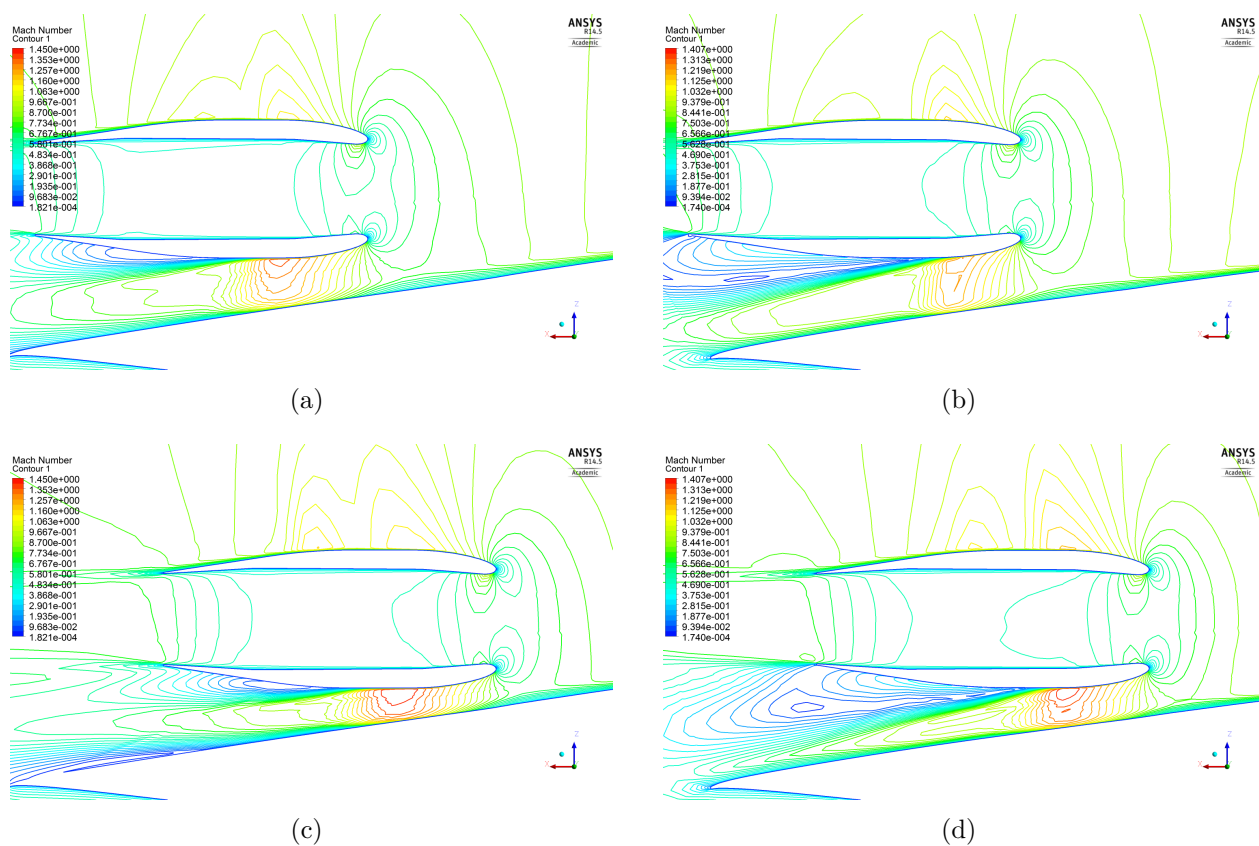 Mach Number
Contour 1
1.450e+000
1.353e+000
1.257e+000
1.160e+000
1.063e+000
9.667e-001
8.700e-001
7.734e-001
6.767e-001
5.801e-001
4.834e-001
3.868e-001
2.901e-001
1.935e-001
9.683e-002
1.821e-004
ANSYS
R14.5
Academic
Z
X
(a)
Mach Number
Contour 1
1.407e+000
1.313e+000
1.219e+000
1.125e+000
1.032e+000
9.379e-001
8.441e-001
7.503e-001
6.566e-001
5.628e-001
4.690e-001
3.753e-001
2.815e-001
1.877e-001
9.394e-002
1.740e-004
ANSYS
R14.5
Academic
Z
X
(b)
Mach Number
Contour 1
1.450e+000
1.353e+000
1.257e+000
1.160e+000
1.063e+000
9.667e-001
8.700e-001
7.734e-001
6.767e-001
5.801e-001
4.834e-001
3.868e-001
2.901e-001
1.935e-001
9.683e-002
1.821e-004
ANSYS
R14.5
Academic
Z
X
(c)
Mach Number
Contour 1
1.407e+000
1.313e+000
1.219e+000
1.125e+000
1.032e+000
9.379e-001
8.441e-001
7.503e-001
6.566e-001
5.628e-001
4.690e-001
3.753e-001
2.815e-001
1.877e-001
9.394e-002
1.740e-004
ANSYS
R14.5
Academic
Z
X
(d)